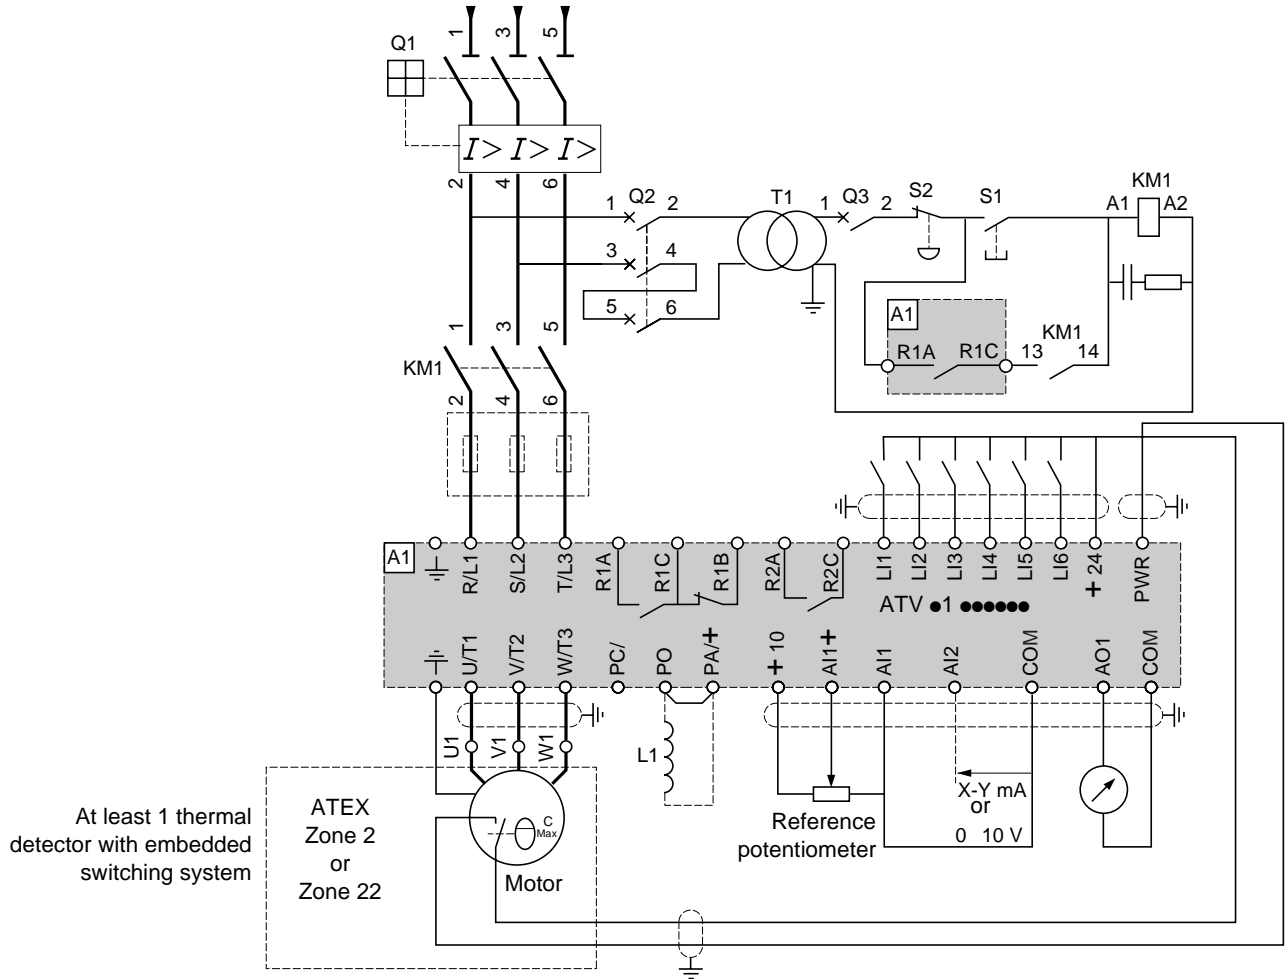 1 3 5
Q1
I> I> I>
2 4 6
1 Q2 2
3 4
5 6
T1
1 Q3 2
S2
S1
KM1
A1 A2
A1
R1A R1C
KM1
13 14
1 3 5
KM1
2 4 6
A1
R/L1 S/L2 T/L3 R1A R1C R1B R2A R2C LI1 LI2 LI3 LI4 LI5 LI6 +24 PWR
ATV ●1 ●●●●●●
U/T1 V/T2 W/T3 PC/ PO PA/+ +10 AI1+ AI1 AI2 COM AO1 COM
U1 V1 W1
L1
X-Y mA
or
0 10 V
Reference
potentiometer
At least 1 thermal
detector with embedded
switching system
ATEX
Zone 2
or
Zone 22
C
Max
Motor